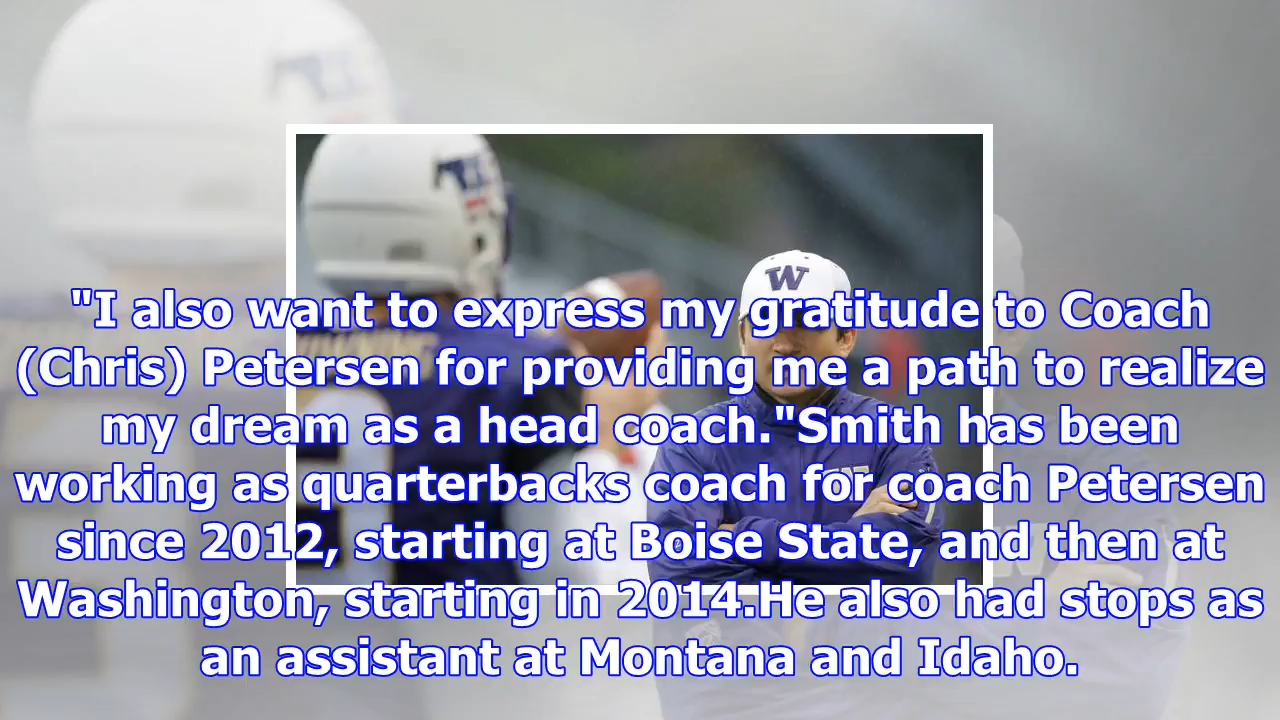 W
"I also want to express my gratitude to Coach
(Chris) Petersen for providing me a path to realize
my dream as a head coach."Smith has been
working as quarterbacks coach for coach Petersen
since 2012, starting at Boise State, and then at
Washington, starting in 2014.He also had stops as
an assistant at Montana and Idaho.